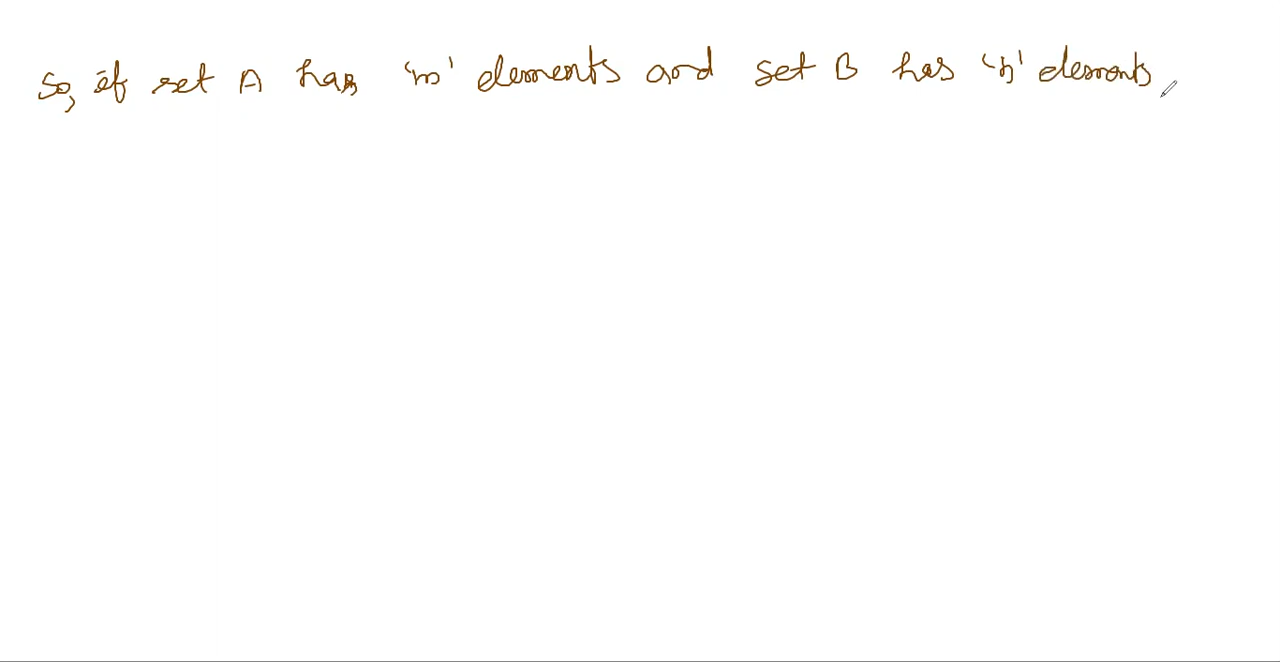 So, if set A has 'm' elements and set B has 'n' elements,